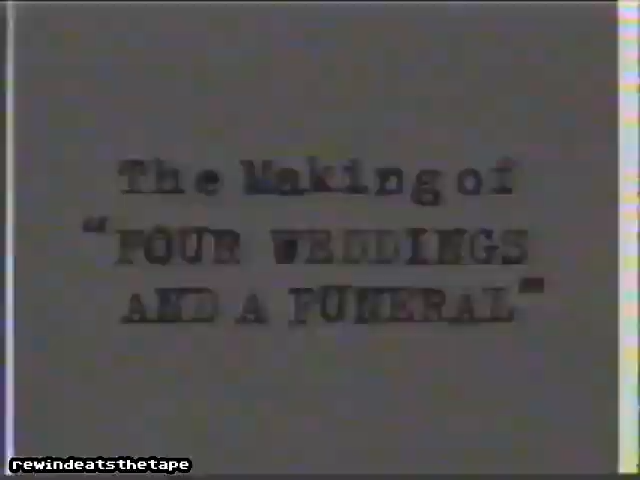 The Making of
"FOUR WEDDINGS
AND A FUNERAL"
rewindeatsthetape